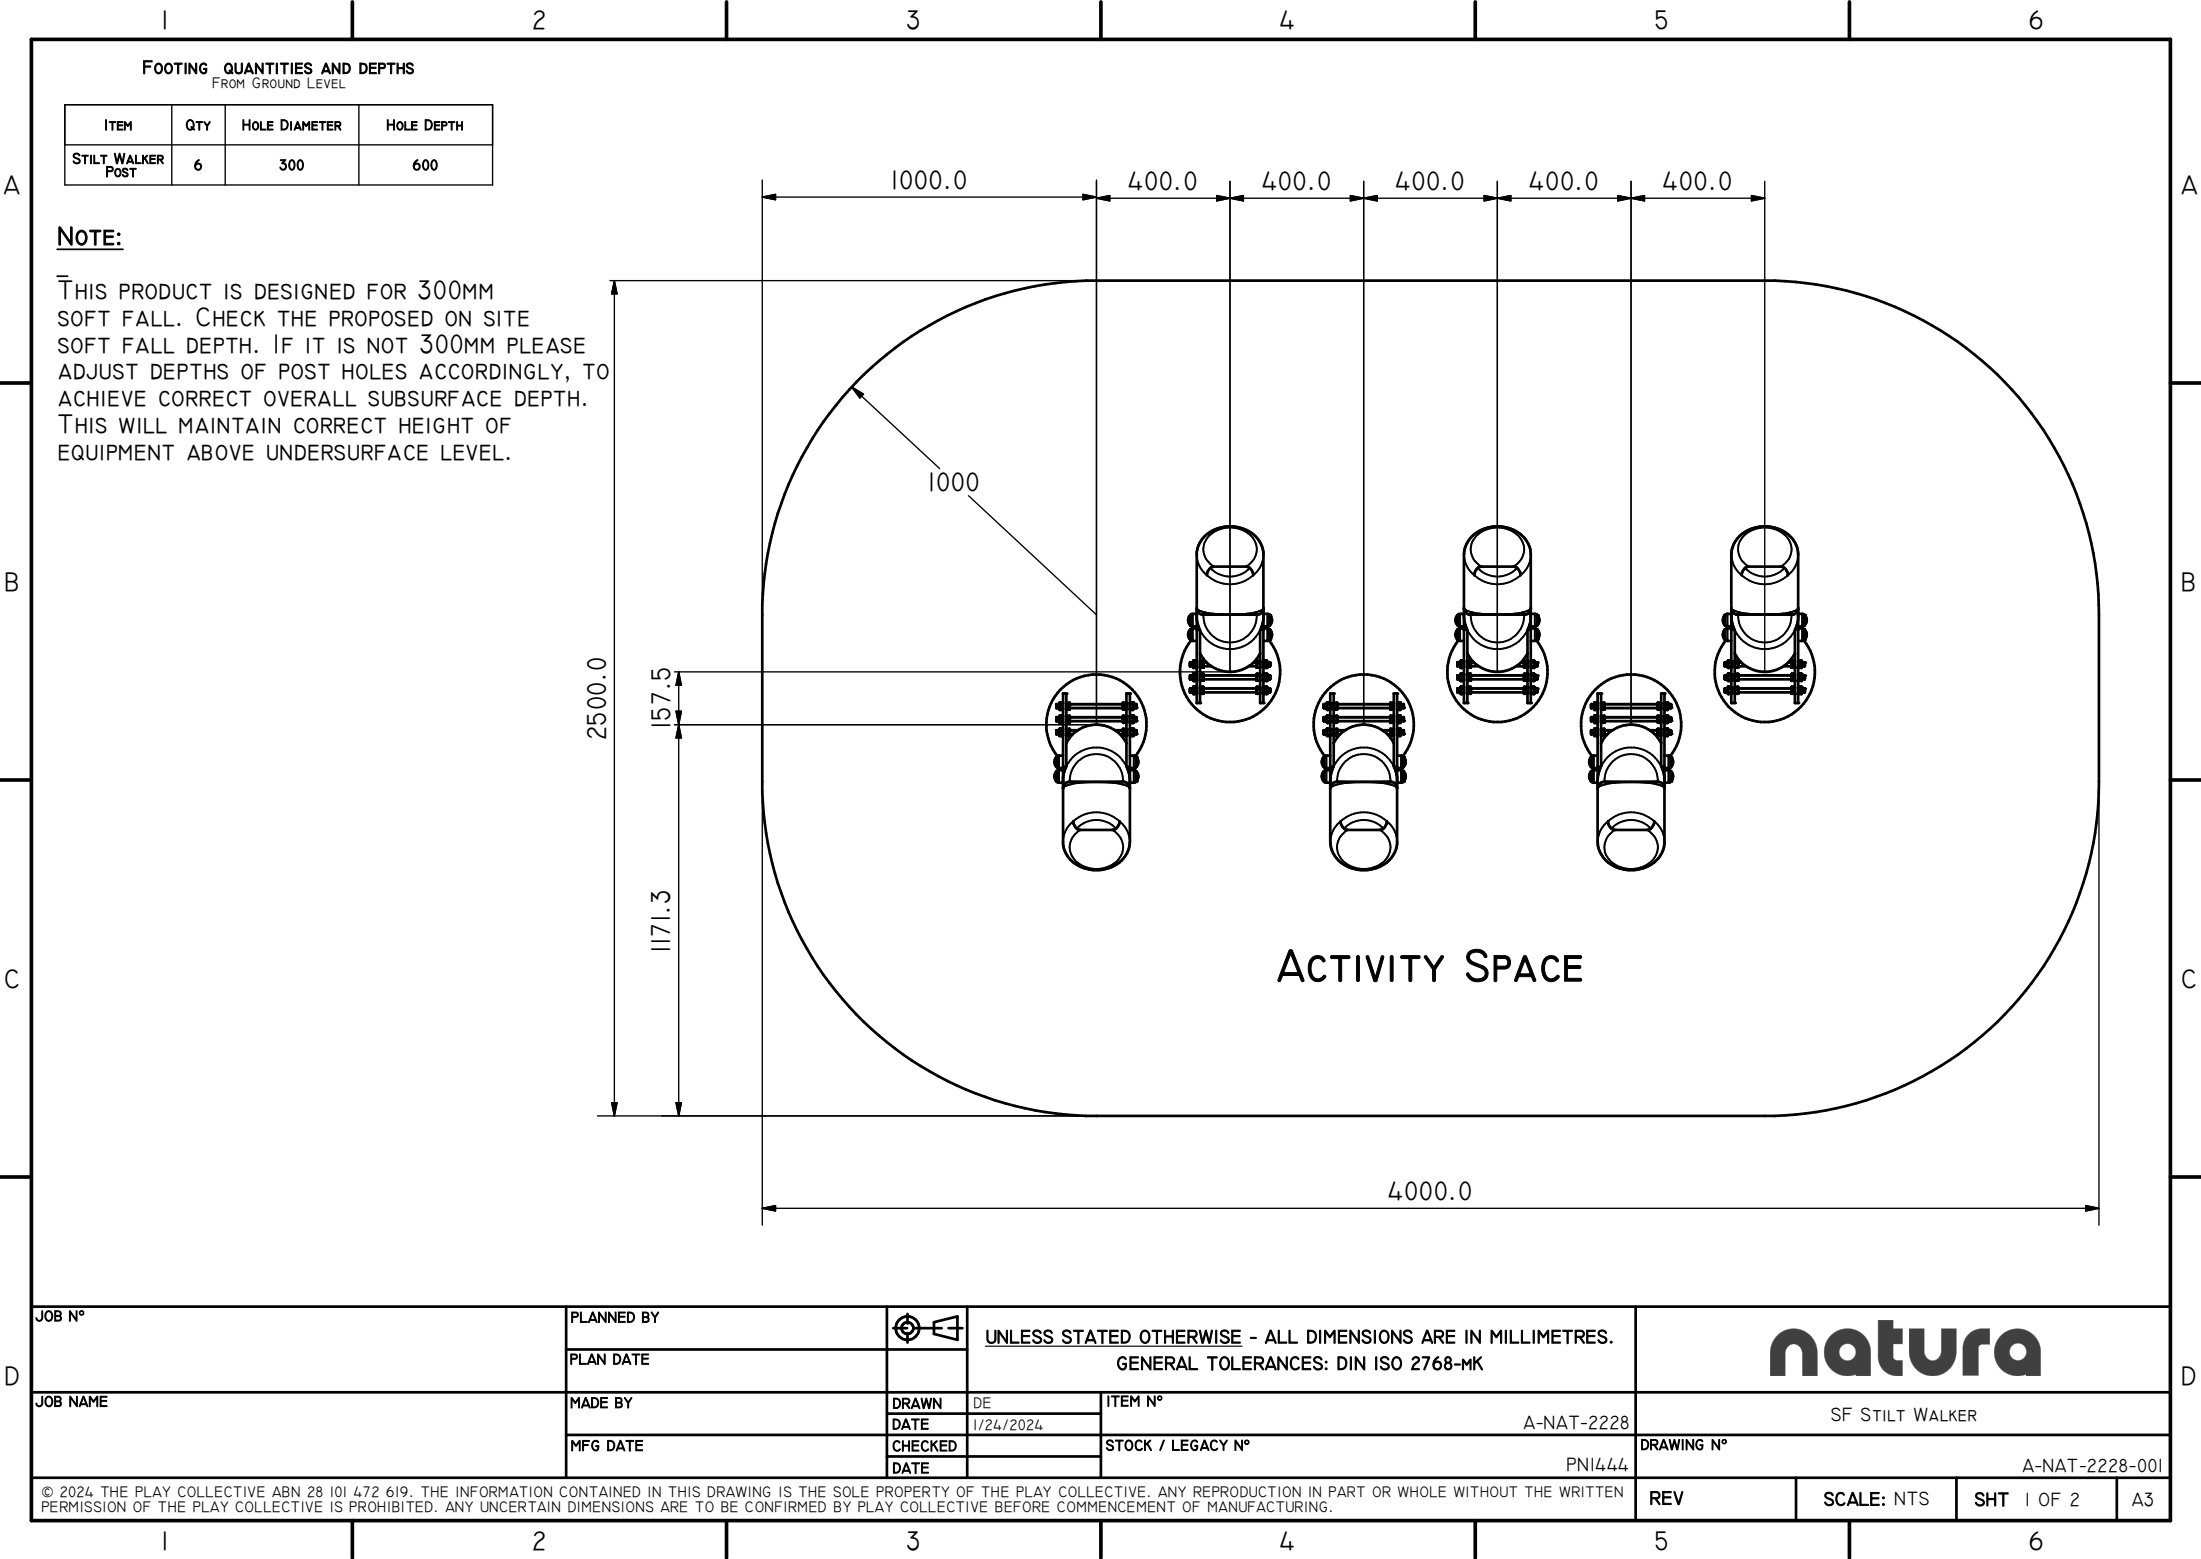 1 2 3 4 5 6
FOOTING QUANTITIES AND DEPTHS
FROM GROUND LEVEL
ITEM QTY HOLE DIAMETER HOLE DEPTH
STILT WALKER POST 6 300 600
A A
1000.0 400.0 400.0 400.0 400.0 400.0
NOTE:
THIS PRODUCT IS DESIGNED FOR 300MM
SOFT FALL. CHECK THE PROPOSED ON SITE
SOFT FALL DEPTH. IF IT IS NOT 300MM PLEASE
ADJUST DEPTHS OF POST HOLES ACCORDINGLY, TO
ACHIEVE CORRECT OVERALL SUBSURFACE DEPTH.
THIS WILL MAINTAIN CORRECT HEIGHT OF
EQUIPMENT ABOVE UNDERSURFACE LEVEL.
1000
B B
2500.0
157.5
1171.3
ACTIVITY SPACE
C C
4000.0
JOB Nº
PLANNED BY
PLAN DATE
UNLESS STATED OTHERWISE - ALL DIMENSIONS ARE IN MILLIMETRES.
GENERAL TOLERANCES: DIN ISO 2768-MK
natura
D D
JOB NAME
MADE BY
MFG DATE
DRAWN DE
DATE 1/24/2024
CHECKED
DATE
ITEM Nº
A-NAT-2228
STOCK / LEGACY Nº
PN1444
SF STILT WALKER
DRAWING Nº
A-NAT-2228-001
© 2024 THE PLAY COLLECTIVE ABN 28 101 472 619. THE INFORMATION CONTAINED IN THIS DRAWING IS THE SOLE PROPERTY OF THE PLAY COLLECTIVE. ANY REPRODUCTION IN PART OR WHOLE WITHOUT THE WRITTEN
PERMISSION OF THE PLAY COLLECTIVE IS PROHIBITED. ANY UNCERTAIN DIMENSIONS ARE TO BE CONFIRMED BY PLAY COLLECTIVE BEFORE COMMENCEMENT OF MANUFACTURING.
REV SCALE: NTS SHT 1 OF 2 A3
1 2 3 4 5 6